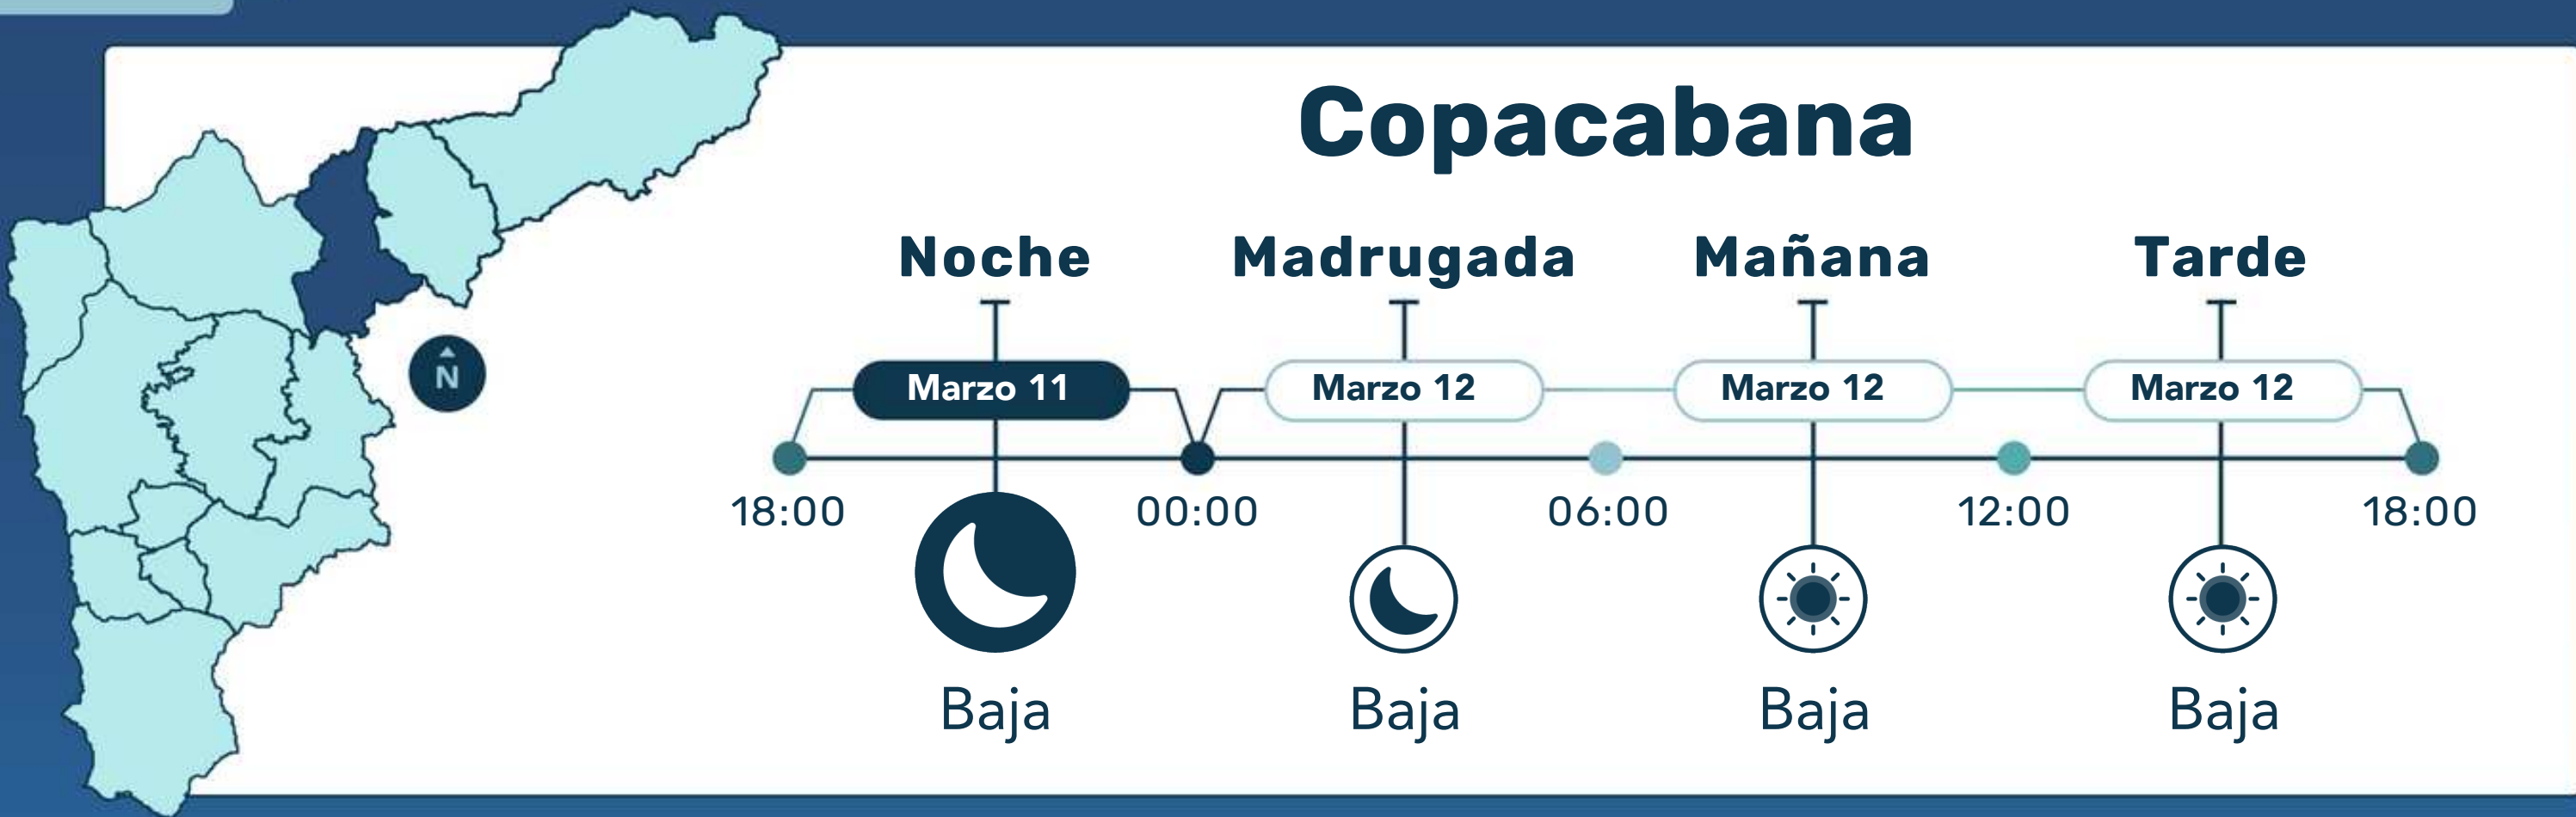 Copacabana
Noche Madrugada Mañana Tarde
Marzo 11 Marzo 12 Marzo 12 Marzo 12
N
18:00 00:00 06:00 12:00 18:00
Baja Baja Baja Baja